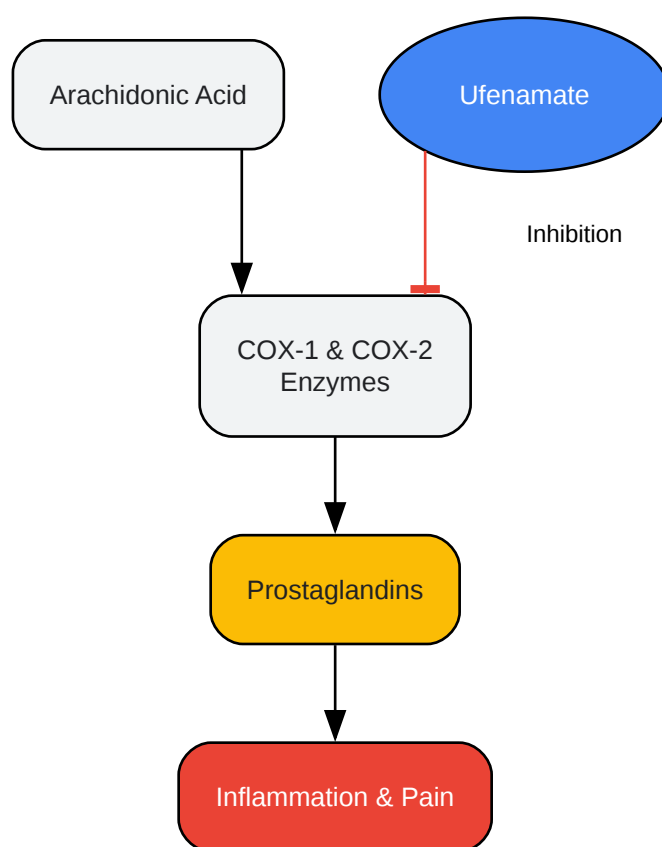 Arachidonic Acid
Ufenamate
Inhibition
COX-1 & COX-2
Enzymes
Prostaglandins
Inflammation & Pain